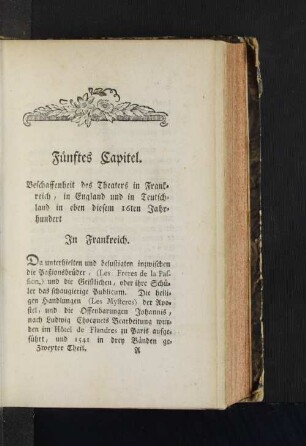 Fünftes Capitel.
Beschaffenheit des Theaters in Frank-
reich, in England und in Teutsch-
land in eben diesem 16ten Jahr-
hundert
In Frankreich.
Da unterhielten und belustigten inzwischen
die Paßionsbrüder, (Les Freres de la Pas-
sion,) und die Geistlichen, oder ihre Schü-
ler das schaugierige Publicum. Die heili-
gen Handlungen (Les Mysteres) der Apo-
stel, und die Offenbarungen Johannis,
nach Ludwig Choquets Bearbeitung wur-
den im Hôtel de Flandres zu Paris aufge-
führt, und 1541 in drey Bänden ge-
Zweyter Theil. A